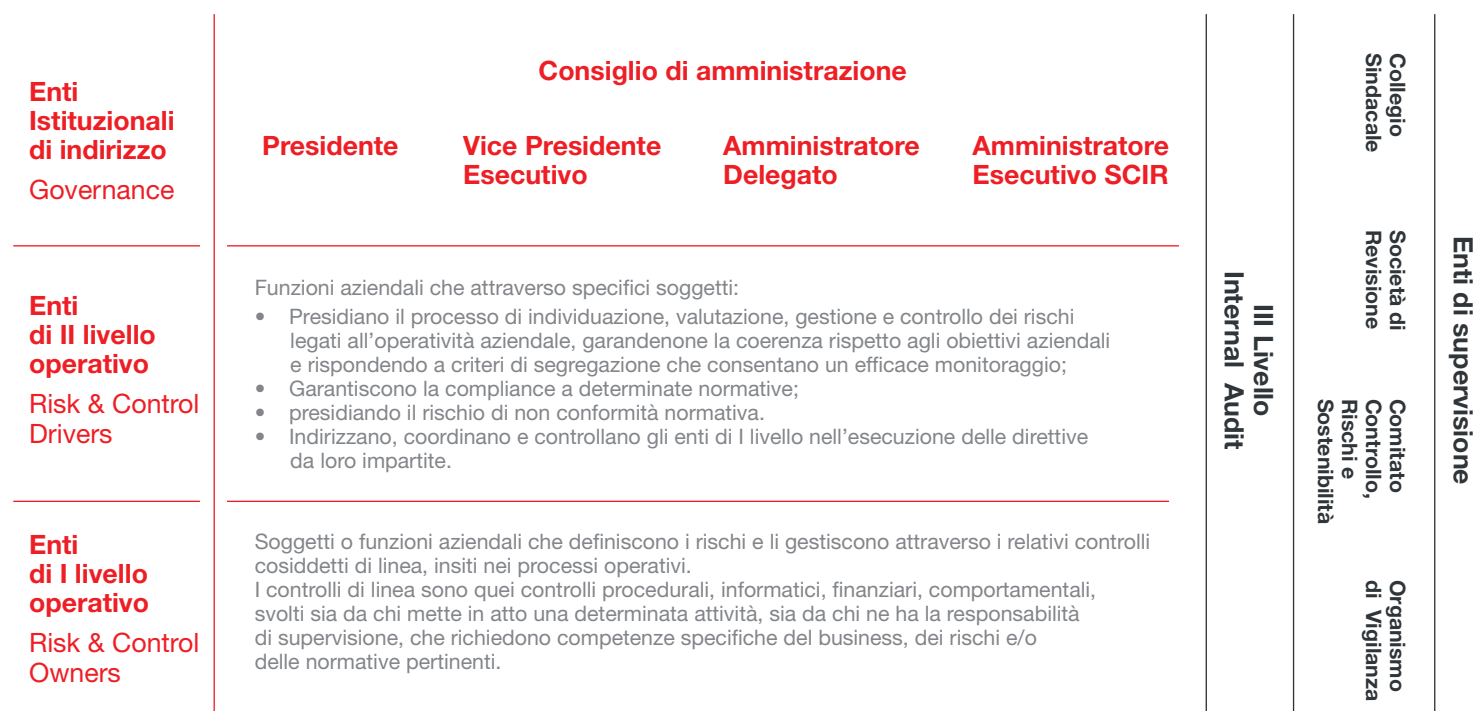 Enti
Istituzionali
di indirizzo
Governance
Consiglio di amministrazione
Presidente
Vice Presidente
Esecutivo
Amministratore
Delegato
Amministratore
Esecutivo SCIR
Enti
di II livello
operativo
Risk & Control
Drivers
Funzioni aziendali che attraverso specifici soggetti:
• Presidiano il processo di individuazione, valutazione, gestione e controllo dei rischi
legati all'operatività aziendale, garandenone la coerenza rispetto agli obiettivi aziendali
e rispondendo a criteri di segregazione che consentano un efficace monitoraggio;
• Garantiscono la compliance a determinate normative;
• presidiando il rischio di non conformità normativa.
• Indirizzano, coordinano e controllano gli enti di I livello nell'esecuzione delle direttive
da loro impartite.
Enti
di I livello
operativo
Risk & Control
Owners
Soggetti o funzioni aziendali che definiscono i rischi e li gestiscono attraverso i relativi controlli
cosiddetti di linea, insiti nei processi operativi.
I controlli di linea sono quei controlli procedurali, informatici, finanziari, comportamentali,
svolti sia da chi mette in atto una determinata attività, sia da chi ne ha la responsabilità
di supervisione, che richiedono competenze specifiche del business, dei rischi e/o
delle normative pertinenti.
III Livello
Internal Audit
Collegio
Sindacale
Società di
Revisione
Comitato
Controllo,
Rischi e
Sostenibilità
Organismo
di Vigilanza
Enti di supervisione